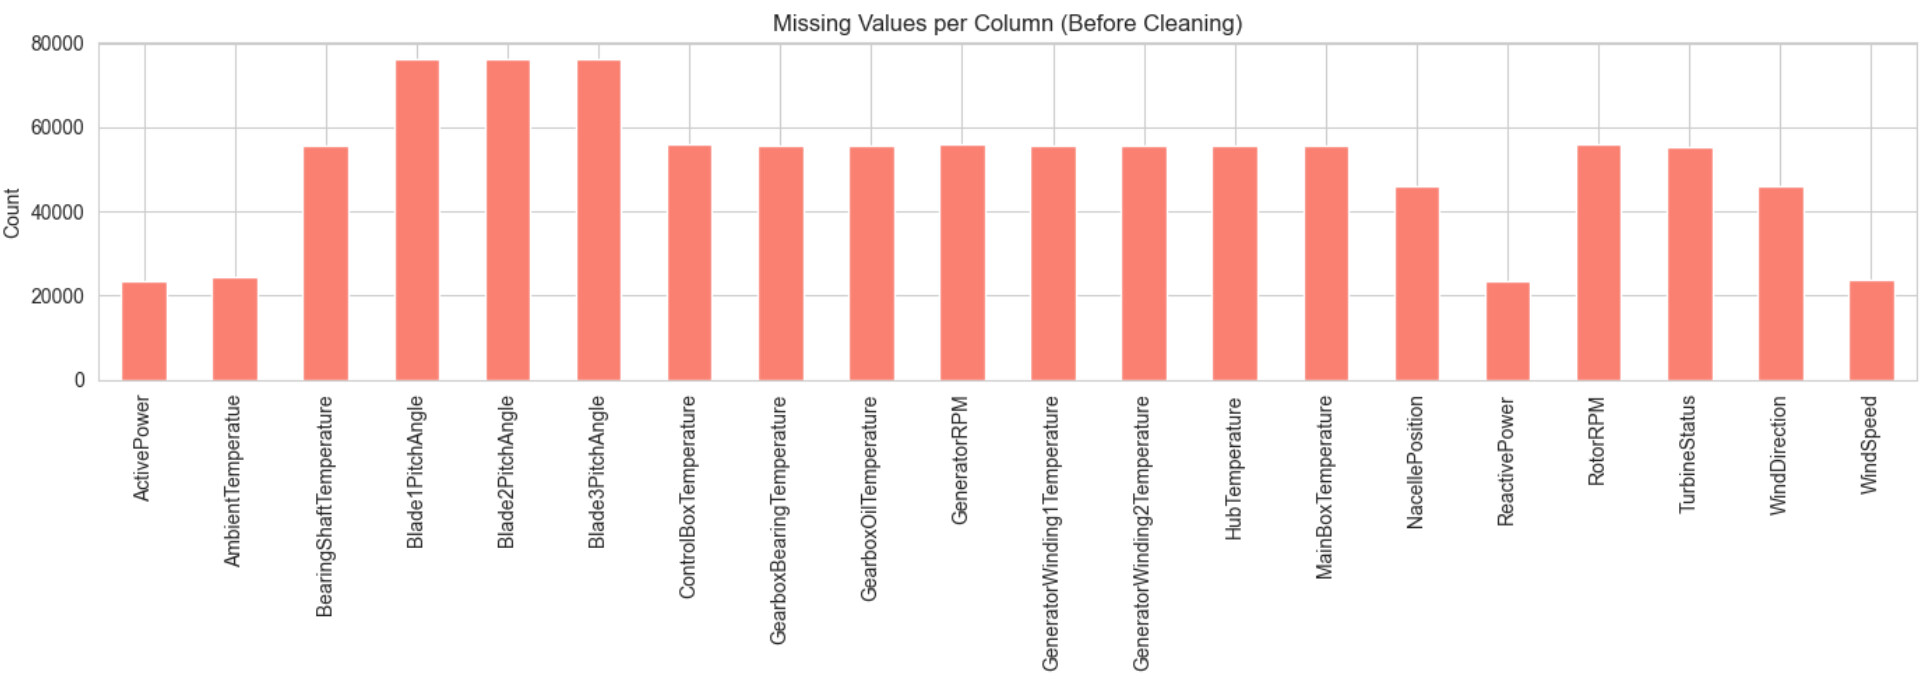 Missing Values per Column (Before Cleaning)
80000
60000
40000
20000
0
Count
ActivePower
AmbientTemperatue
BearingShaftTemperature
Blade1PitchAngle
Blade2PitchAngle
Blade3PitchAngle
ControlBoxTemperature
GearboxBearingTemperature
GearboxOilTemperature
GeneratorRPM
GeneratorWinding1Temperature
GeneratorWinding2Temperature
HubTemperature
MainBoxTemperature
NacellePosition
ReactivePower
RotorRPM
TurbineStatus
WindDirection
WindSpeed